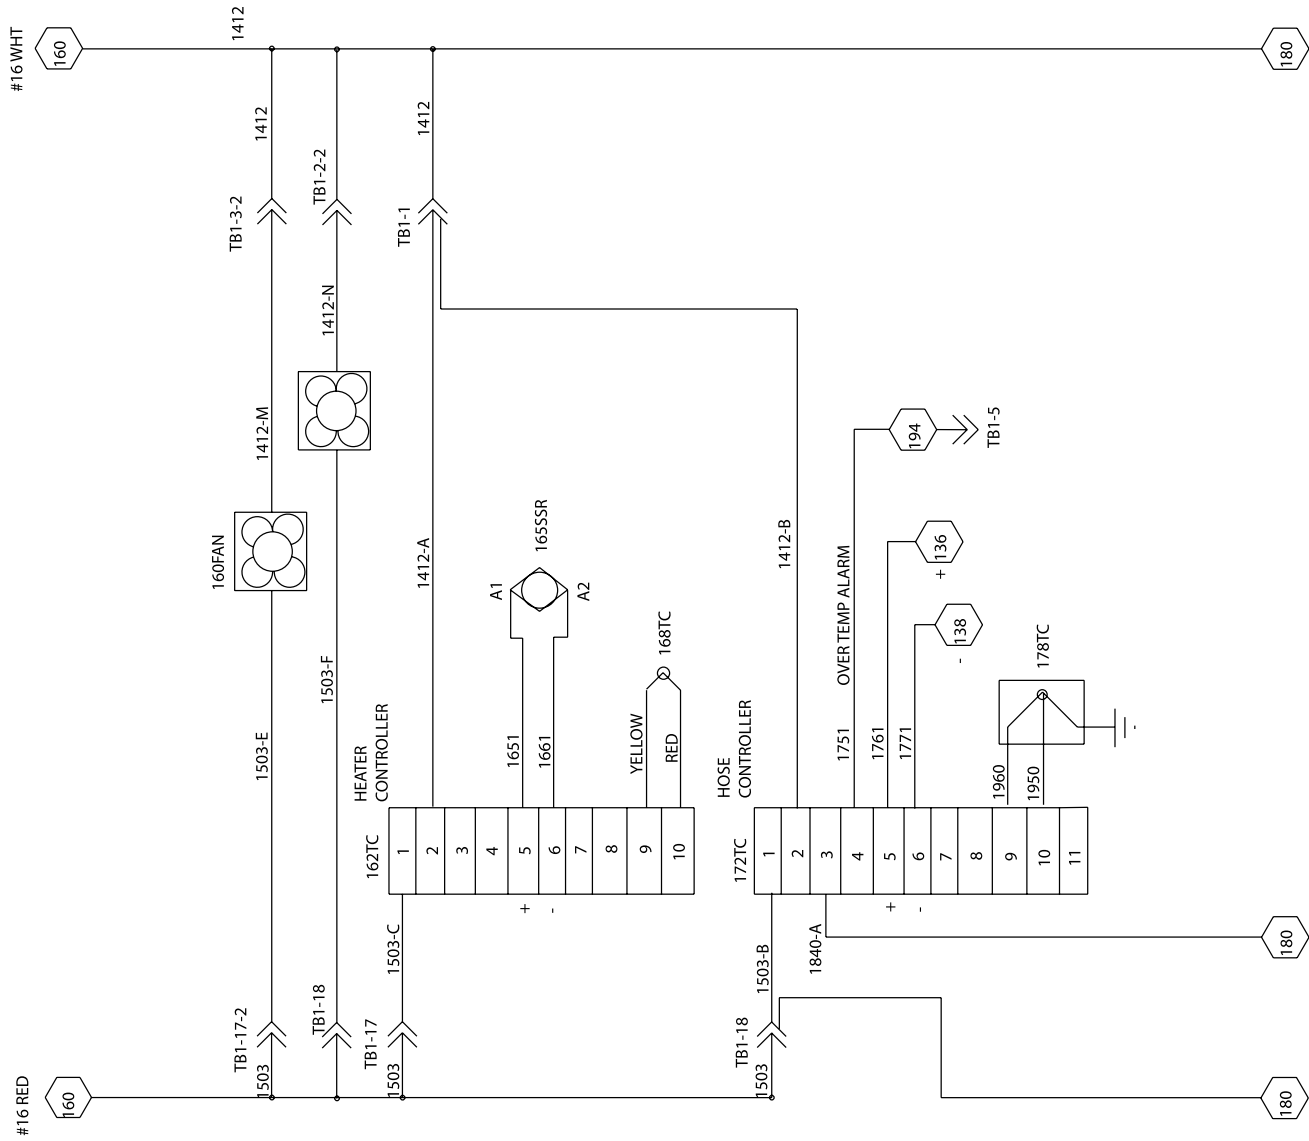 #16 RED
160
#16 WHT
160
1412
1503
TB1-17-2
1503-E
160FAN
1412-M
TB1-3-2
1412
TB1-18
1503-F
1412-N
TB1-2-2
1503
TB1-17
1503-C
162TC
HEATER
CONTROLLER
1
2
3
4
5
6
7
8
9
10
+
-
1412-A
TB1-1
1412
1651
1661
A1
A2
165SSR
YELLOW
RED
168TC
1503
TB1-18
1503-B
1840-A
172TC
HOSE
CONTROLLER
1
2
3
4
5
6
7
8
9
10
11
+
-
1412-B
1751
OVER TEMP ALARM
194
TB1-5
1761
+
136
1771
-
138
1960
1950
178TC
-
180
180
180